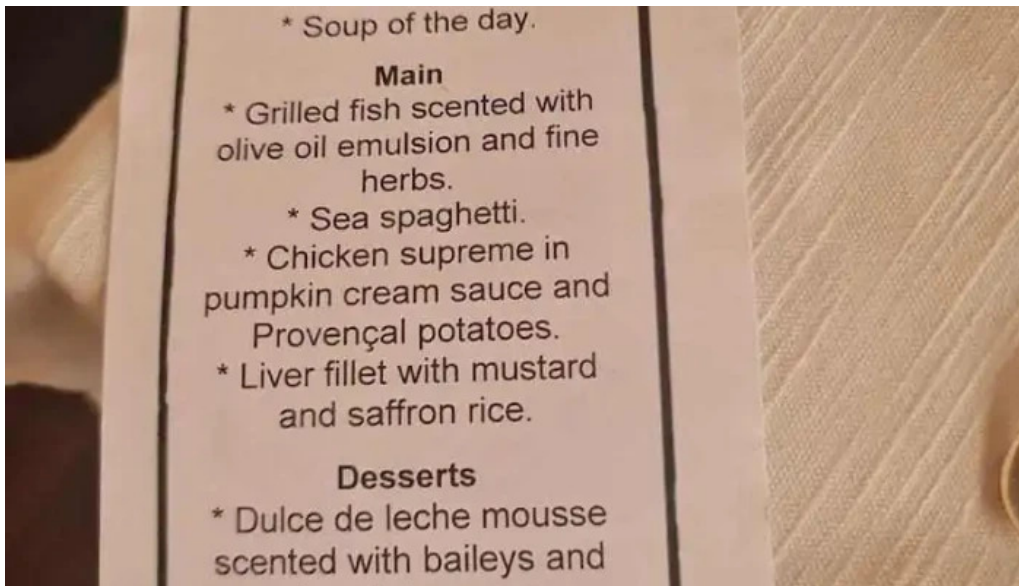 * Soup of the day.
Main
* Grilled fish scented with
olive oil emulsion and fine
herbs.
* Sea spaghetti.
* Chicken supreme in
pumpkin cream sauce and
Provençal potatoes.
* Liver fillet with mustard
and saffron rice.
Desserts
* Dulce de leche mousse
scented with baileys and